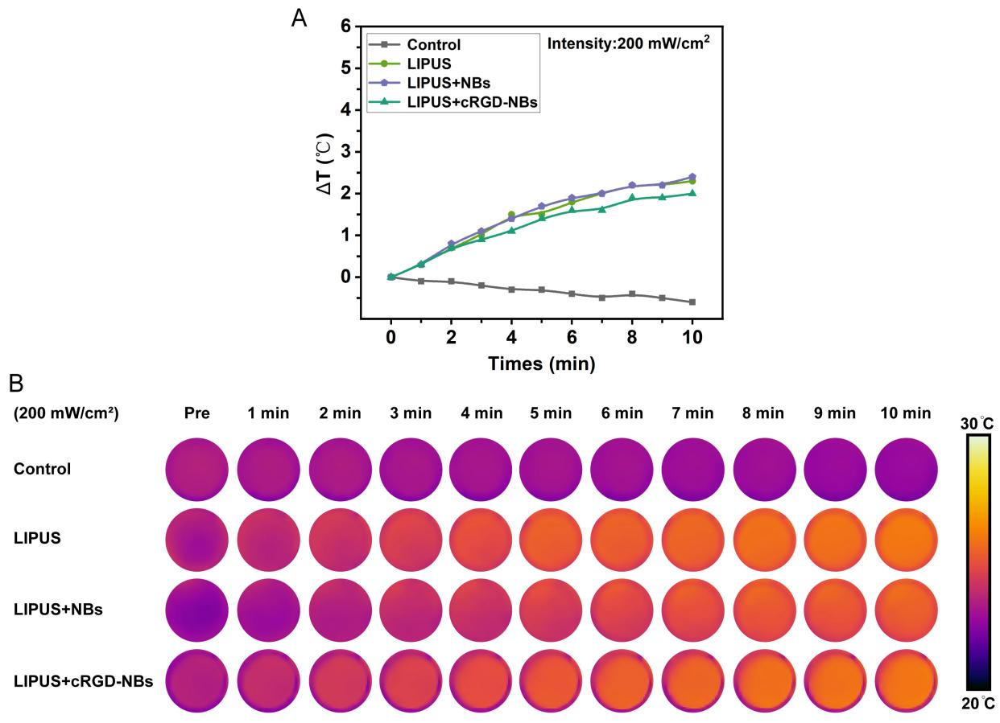 A
6
5
4
3
2
1
0
ΔT (℃)
Control
LIPUS
LIPUS+NBs
LIPUS+cRGD-NBs
Intensity:200 mW/cm²
0 2 4 6 8 10
Times (min)
B
(200 mW/cm²) Pre 1 min 2 min 3 min 4 min 5 min 6 min 7 min 8 min 9 min 10 min
30 ℃
Control
LIPUS
LIPUS+NBs
LIPUS+cRGD-NBs
20 ℃